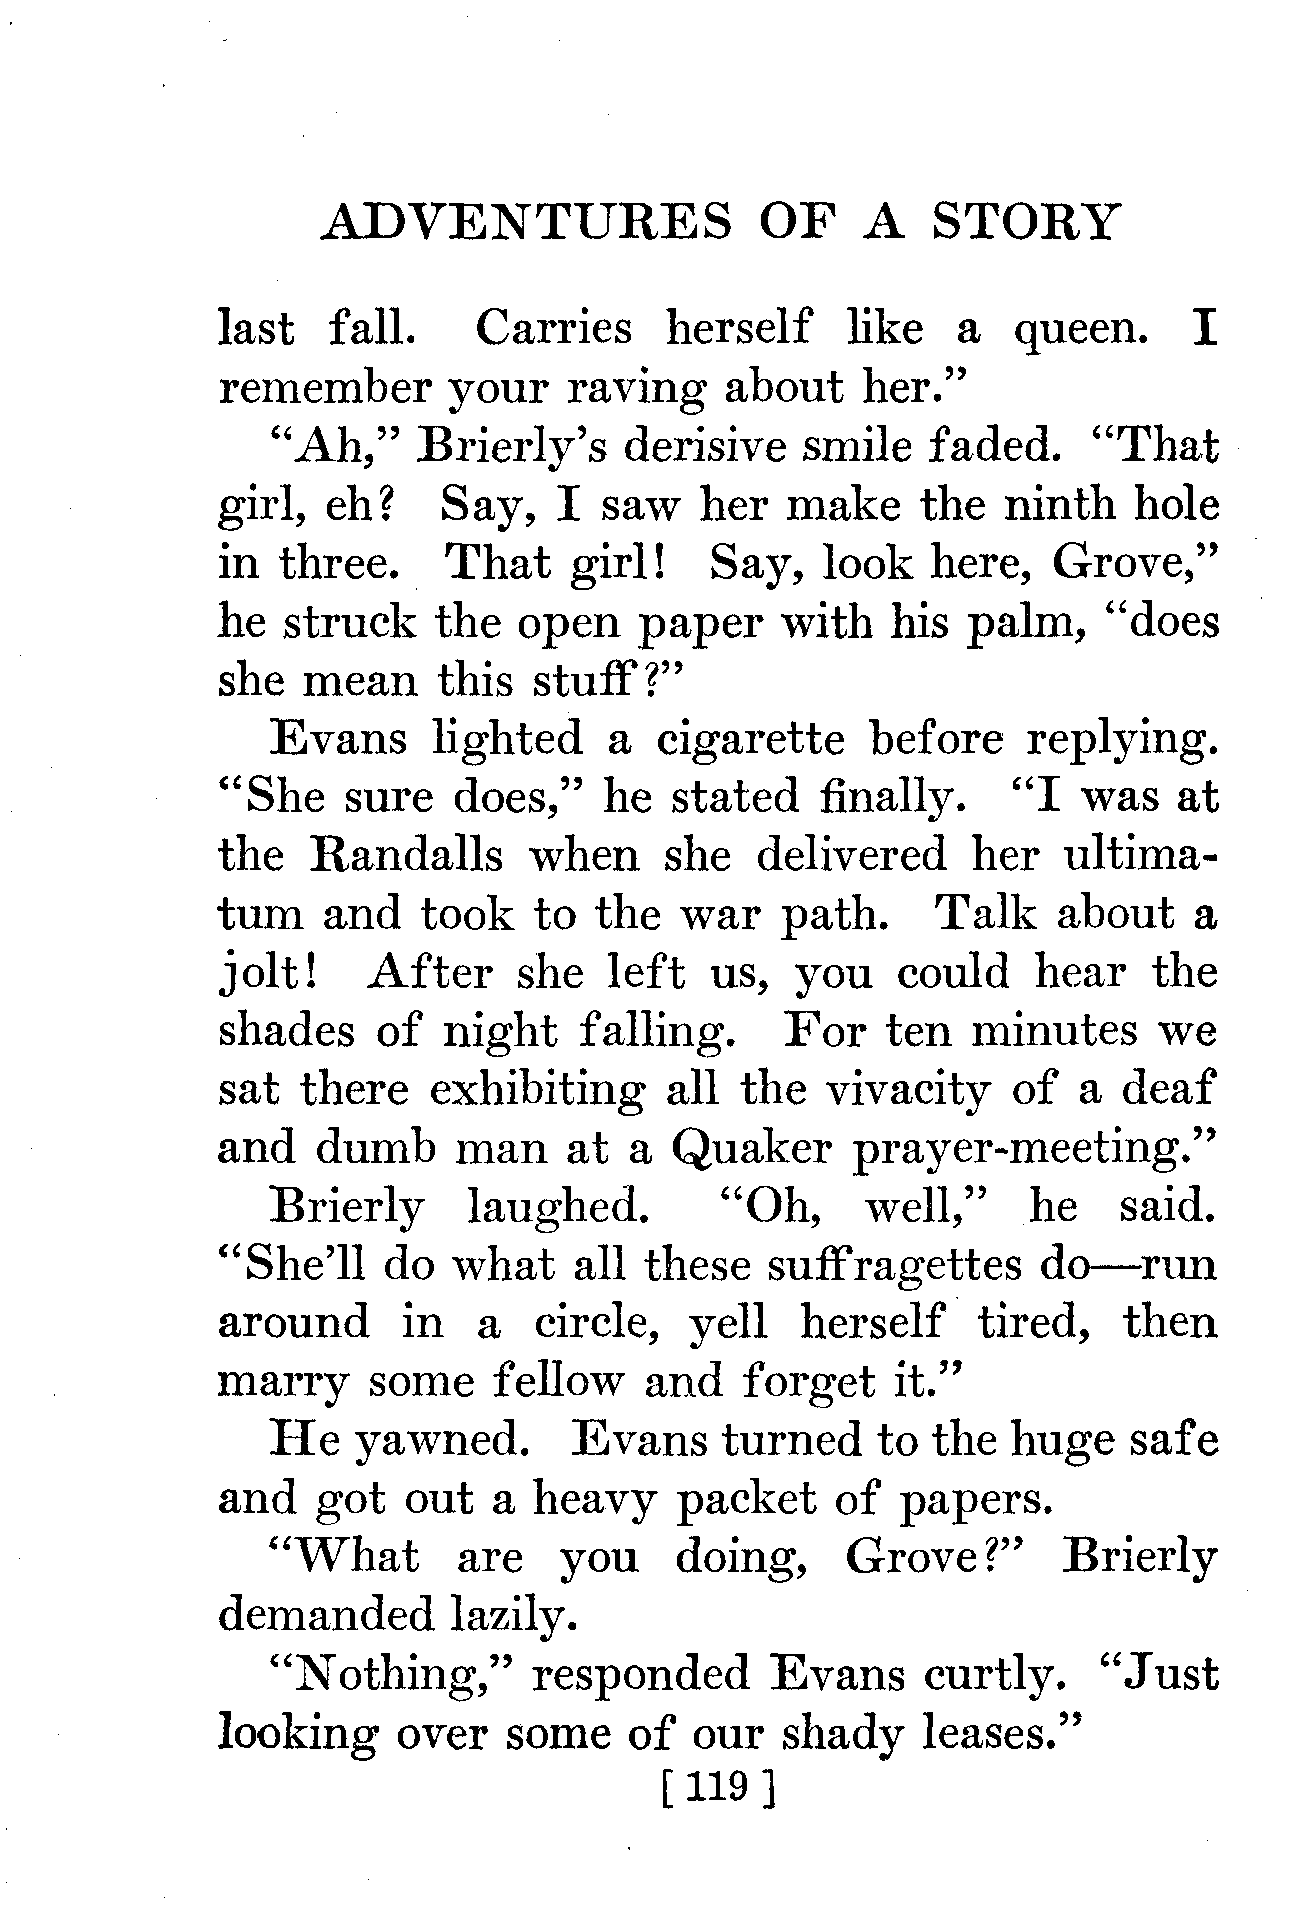 ADVENTURES OF A STORY
last fall. Carries herself like a queen. I
remember your raving about her.”
“Ah,” Brierly’s derisive smile faded. “That
girl, eh? Say, I saw her make the ninth hole
in three. That girl! Say, look here, Grove,”
he struck the open paper with his palm, “does
she mean this stuff?”
Evans lighted a cigarette before replying.
“She sure does,” he stated finally. “I was at
the Randalls when she delivered her ultima-
tum and took to the war path. Talk about a
jolt! After she left us, you could hear the
shades of night falling. For ten minutes we
sat there exhibiting all the vivacity of a deaf
and dumb man at a Quaker prayer-meeting.”
Brierly laughed. “Oh, well,” he said.
“She’ll do what all these suffragettes do—run
around in a circle, yell herself tired, then
marry some fellow and forget it.”
He yawned. Evans turned to the huge safe
and got out a heavy packet of papers.
“What are you doing, Grove?” Brierly
demanded lazily.
“Nothing,” responded Evans curtly. “Just
looking over some of our shady leases.”
[ 119 ]